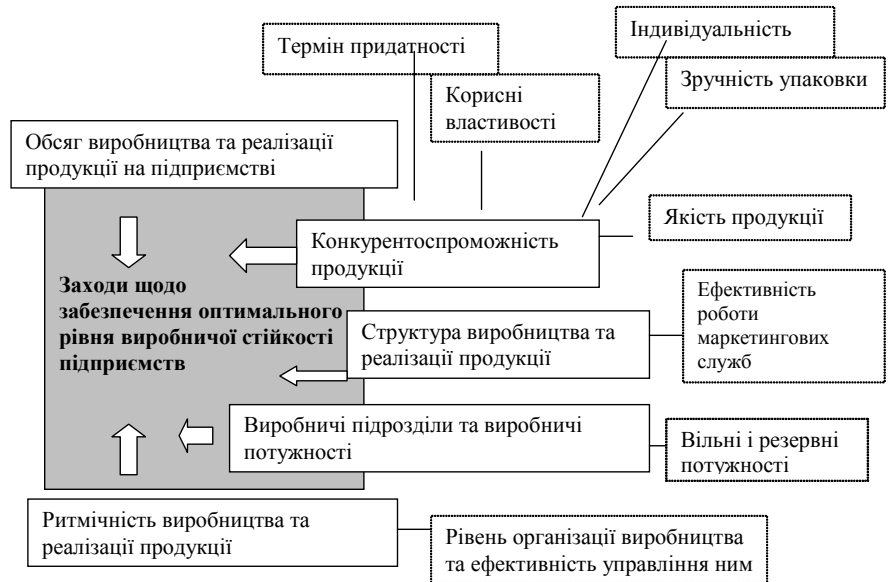 Термін придатності
Індивідуальність
Зручність упаковки
Корисні
властивості
Обсяг виробництва та реалізації
продукції на підприємстві
Якість продукції
Конкурентоспроможність
продукції
Заходи щодо
забезпечення оптимального
рівня виробничої стійкості
підприємств
Ефективність
роботи
маркетингових
служб
Структура виробництва та
реалізації продукції
Виробничі підрозділи та виробничі
потужності
Вільні і резервні
потужності
Ритмічність виробництва та
реалізації продукції
Рівень організації виробництва
та ефективність управління ним